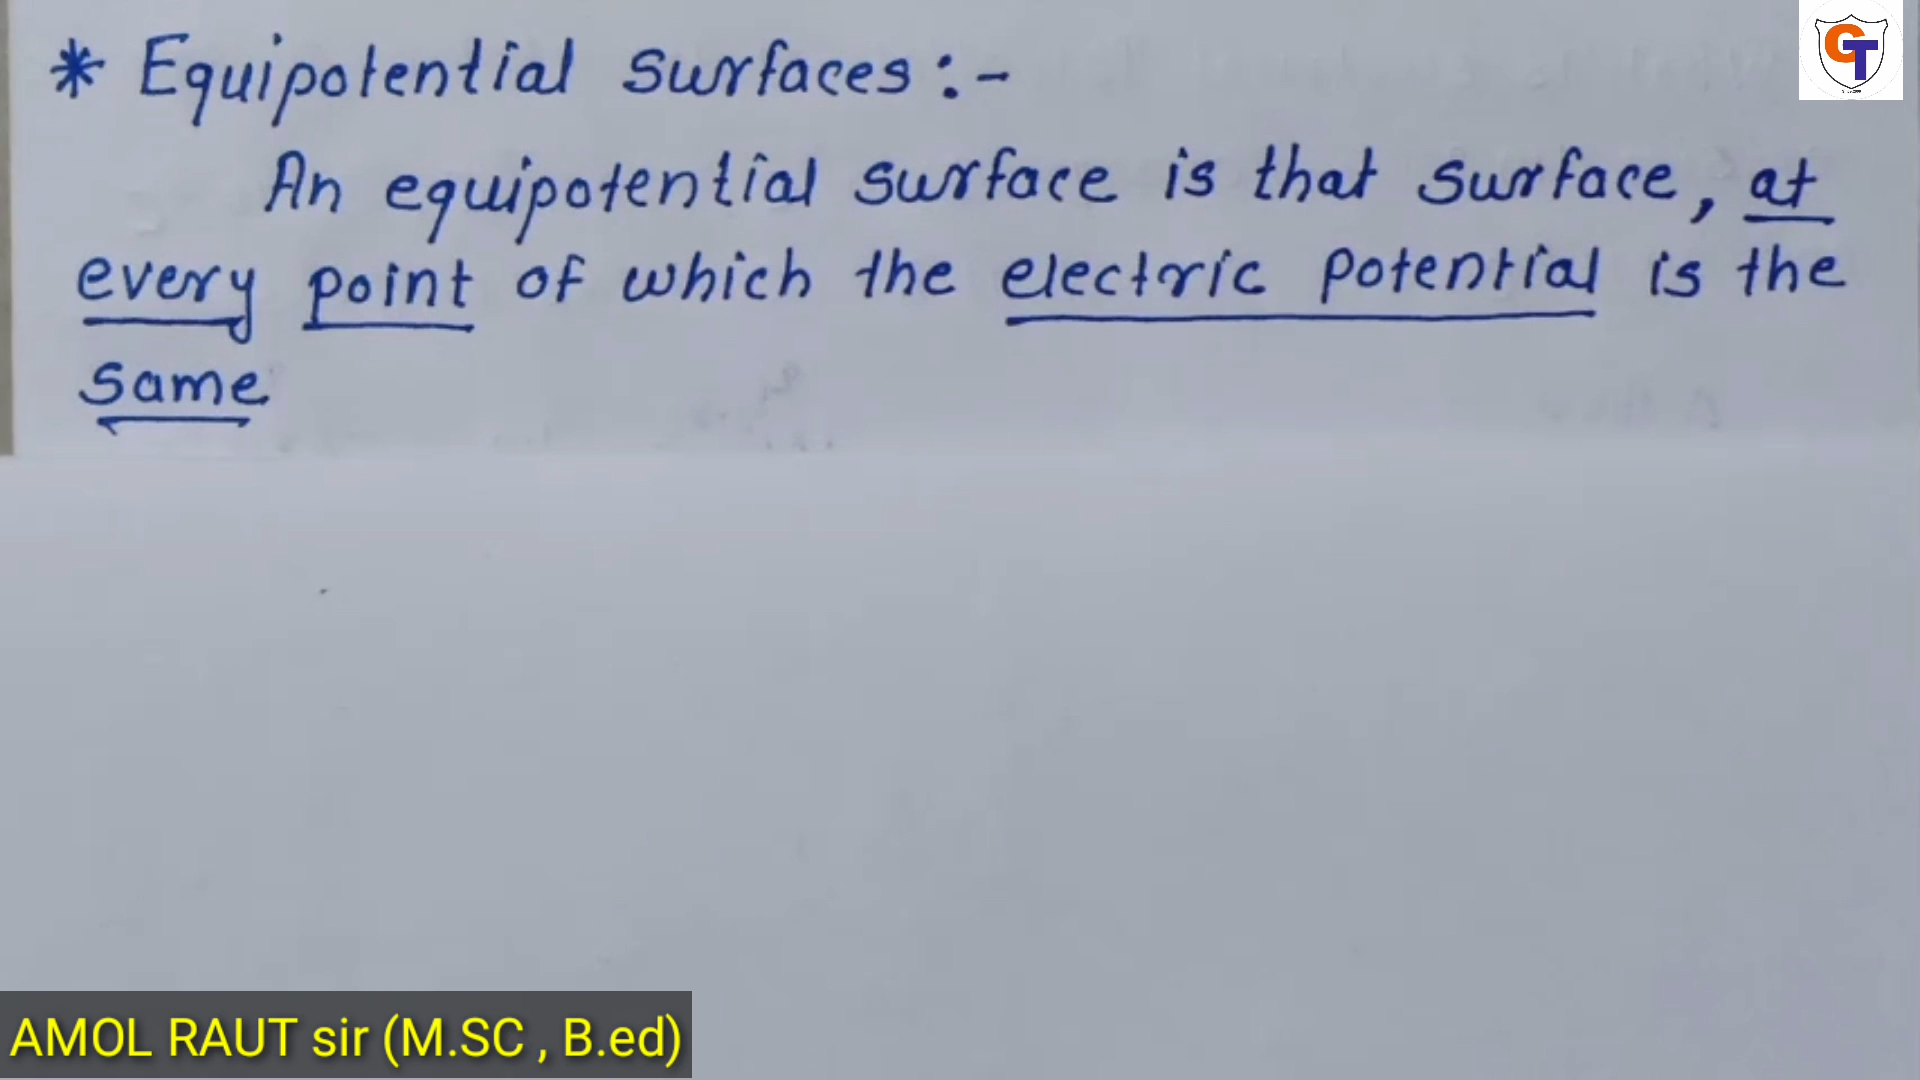 * Equipotential surfaces:-
An equipotential surface is that surface, at
every point of which the electric potential is the
same
GT
AMOL RAUT sir (M.SC , B.ed)